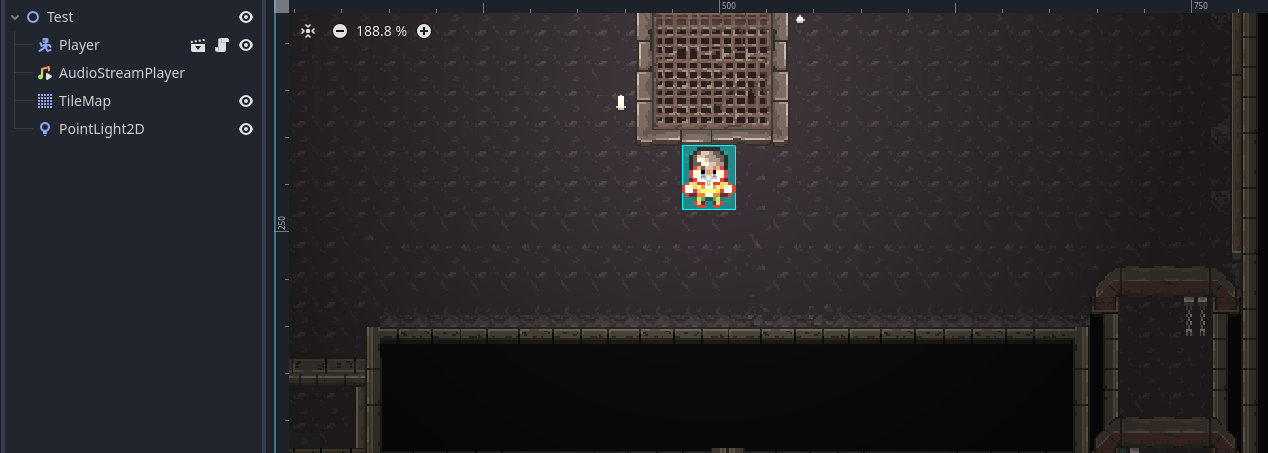 Test
Player
AudioStreamPlayer
TileMap
PointLight2D
188.8 %
500
750
250